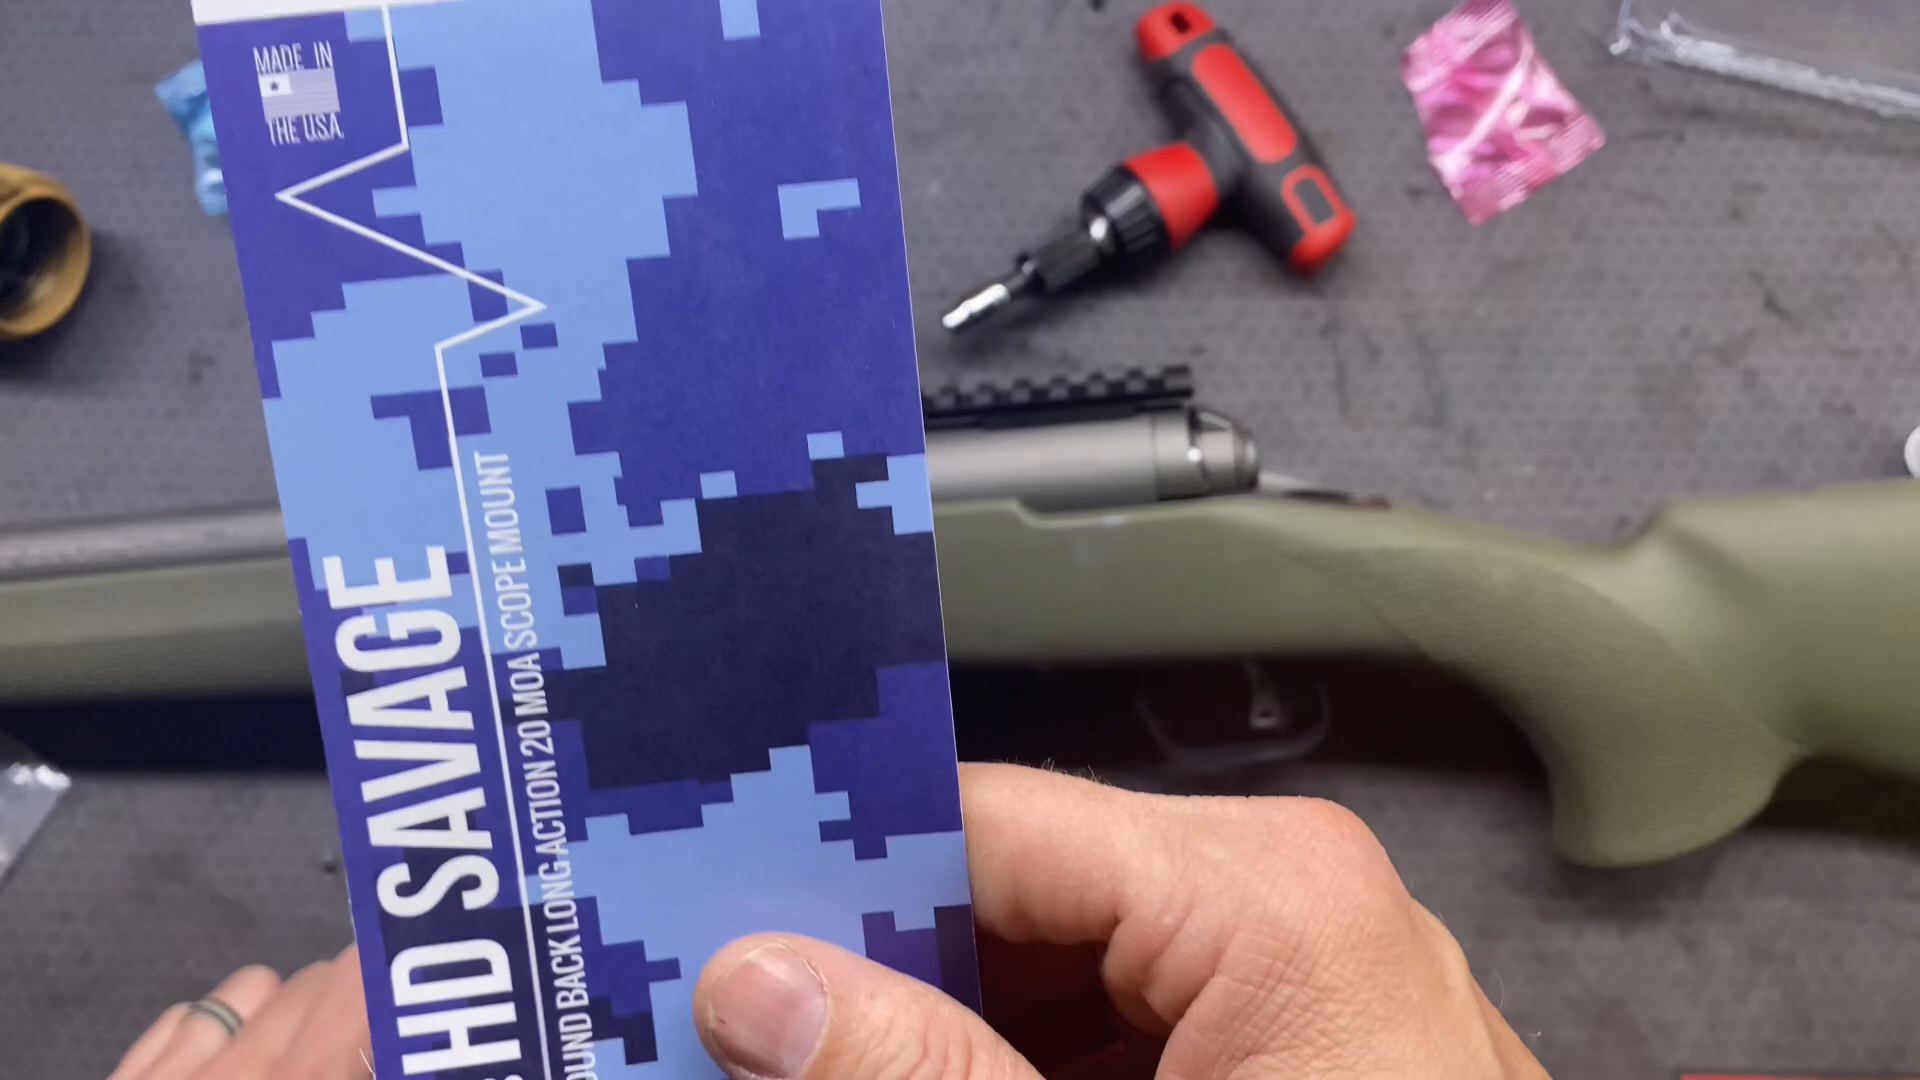 MADE IN
THE U.S.A.
HD SAVAGE
OUND BACK LONG ACTION 20 MOA SCOPE MOUNT